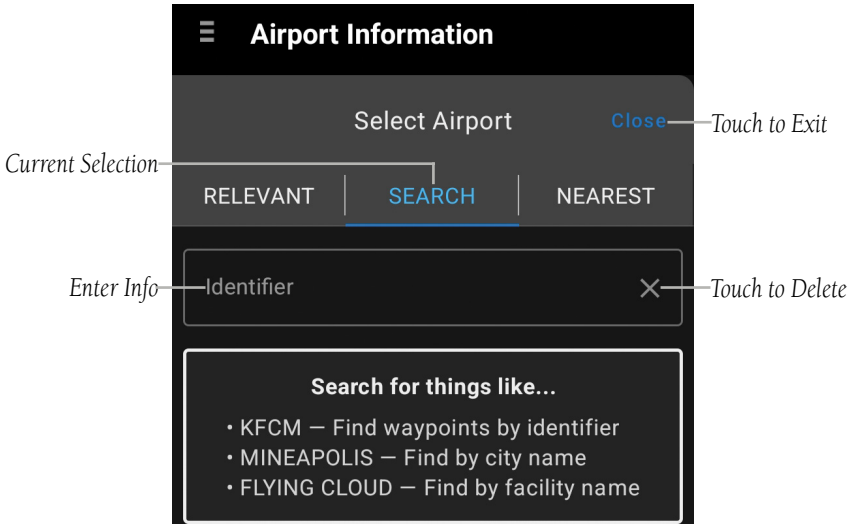 Airport Information
Select Airport
Close
Touch to Exit
Current Selection
RELEVANT
SEARCH
NEAREST
Enter Info
Identifier
Touch to Delete
Search for things like...
• KFCM — Find waypoints by identifier
• MINEAPOLIS — Find by city name
• FLYING CLOUD — Find by facility name